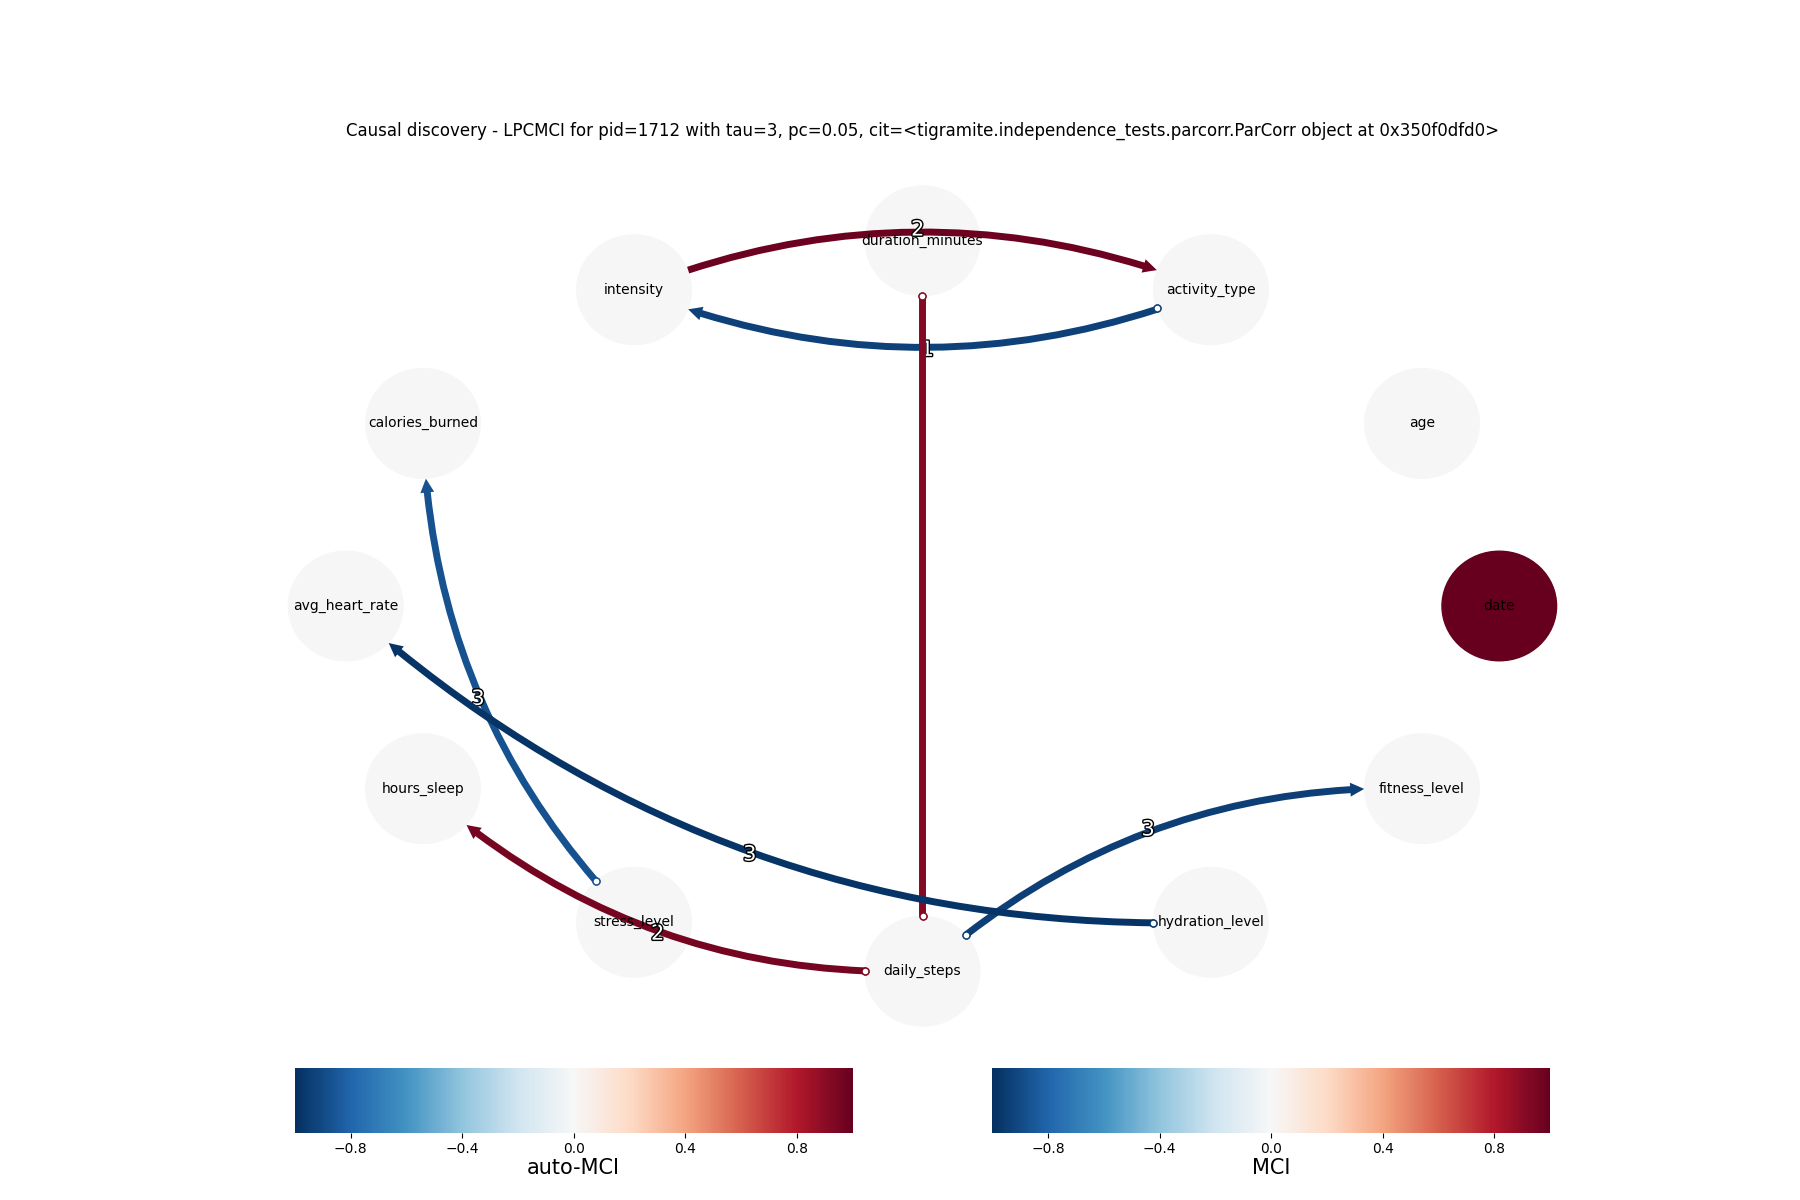 Causal discovery - LPCMCI for pid=1712 with tau=3, pc=0.05, cit=<tigramite.independence_tests.parcorr.ParCorr object at 0x350f0dfd0>
2
duration_minutes
intensity
activity_type
1
calories_burned
age
avg_heart_rate
date
3
hours_sleep
fitness_level
3
3
stress_level
hydration_level
2
daily_steps
−0.8 −0.4 0.0 0.4 0.8
auto-MCI
−0.8 −0.4 0.0 0.4 0.8
MCI